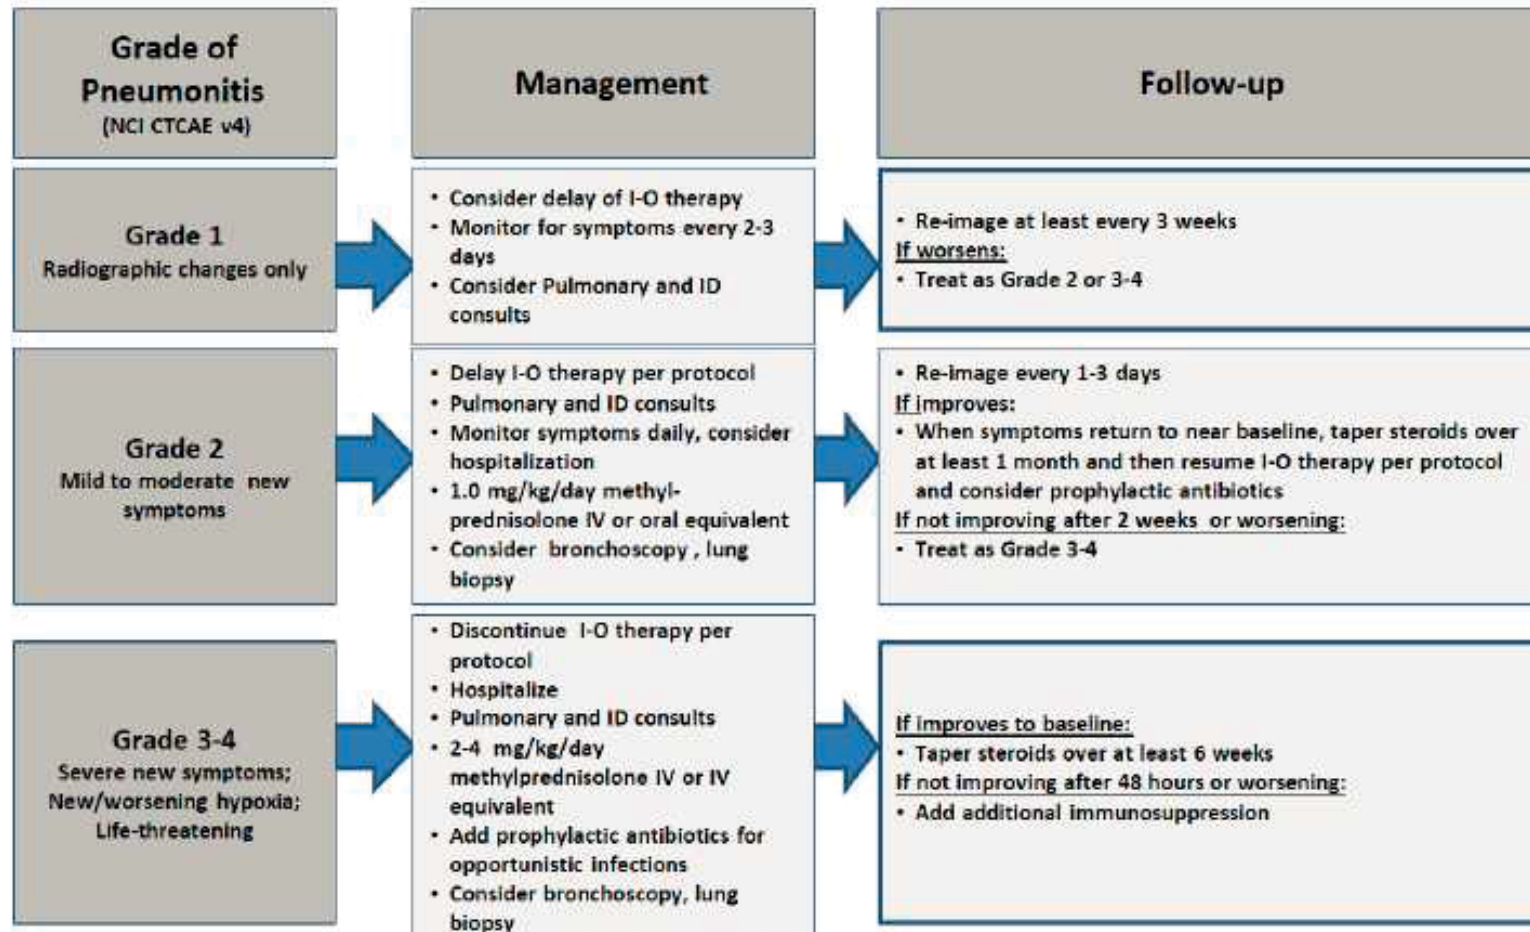 Grade of
Pneumonitis
(NCI CTCAE v4)
Management
Follow-up
Grade 1
Radiographic changes only
• Consider delay of I-O therapy
• Monitor for symptoms every 2-3
days
• Consider Pulmonary and ID
consults
• Re-image at least every 3 weeks
If worsens:
• Treat as Grade 2 or 3-4
Grade 2
Mild to moderate new
symptoms
• Delay I-O therapy per protocol
• Pulmonary and ID consults
• Monitor symptoms daily, consider
hospitalization
• 1.0 mg/kg/day methyl-
prednisolone IV or oral equivalent
• Consider bronchoscopy , lung
biopsy
• Re-image every 1-3 days
If improves:
• When symptoms return to near baseline, taper steroids over
at least 1 month and then resume I-O therapy per protocol
and consider prophylactic antibiotics
If not improving after 2 weeks or worsening:
• Treat as Grade 3-4
Grade 3-4
Severe new symptoms;
New/worsening hypoxia;
Life-threatening
• Discontinue I-O therapy per
protocol
• Hospitalize
• Pulmonary and ID consults
• 2-4 mg/kg/day
methylprednisolone IV or IV
equivalent
• Add prophylactic antibiotics for
opportunistic infections
• Consider bronchoscopy, lung
biopsy
If improves to baseline:
• Taper steroids over at least 6 weeks
If not improving after 48 hours or worsening:
• Add additional immunosuppression